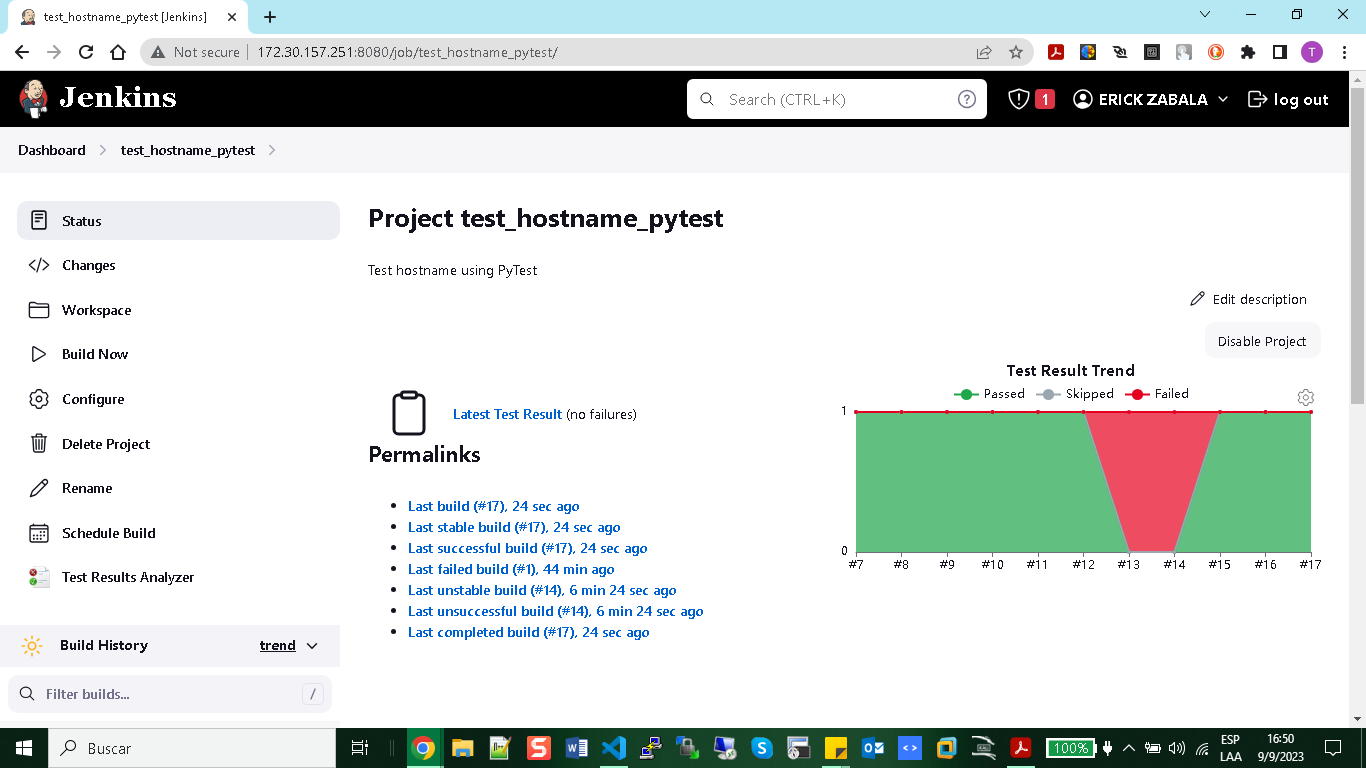 test_hostname_pytest [Jenkins]
Not secure 172.30.157.251:8080/job/test_hostname_pytest/
T
Jenkins
Search (CTRL+K)
?
1
ERICK ZABALA
log out
Dashboard
test_hostname_pytest
Status
Changes
Workspace
Build Now
Configure
Delete Project
Rename
Schedule Build
Test Results Analyzer
Build History
trend
Filter builds...
/
Project test_hostname_pytest
Test hostname using PyTest
Edit description
Disable Project
Latest Test Result (no failures)
Permalinks
Last build (#17), 24 sec ago
Last stable build (#17), 24 sec ago
Last successful build (#17), 24 sec ago
Last failed build (#1), 44 min ago
Last unstable build (#14), 6 min 24 sec ago
Last unsuccessful build (#14), 6 min 24 sec ago
Last completed build (#17), 24 sec ago
Test Result Trend
Passed Skipped Failed
1
0
#7 #8 #9 #10 #11 #12 #13 #14 #15 #16 #17
Buscar
100%
ESP
LAA
16:50
9/9/2023